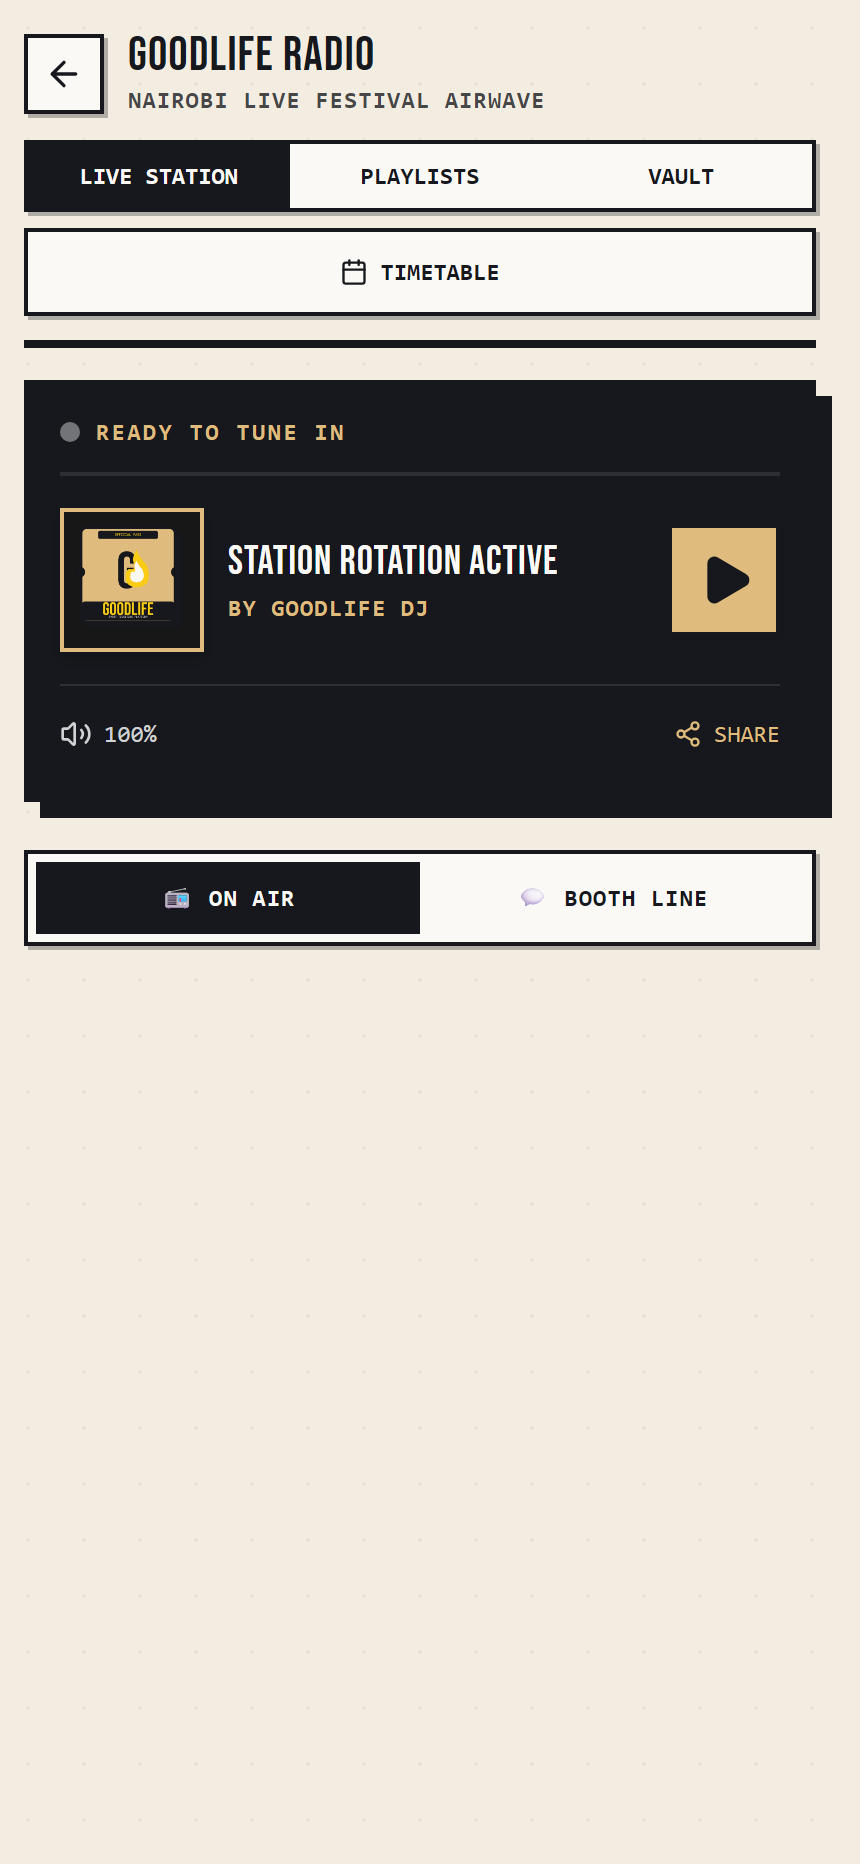 GOODLIFE RADIO
NAIROBI LIVE FESTIVAL AIRWAVE
LIVE STATION
PLAYLISTS
VAULT
TIMETABLE
READY TO TUNE IN
GOODLIFE
STATION ROTATION ACTIVE
BY GOODLIFE DJ
100%
SHARE
ON AIR
BOOTH LINE